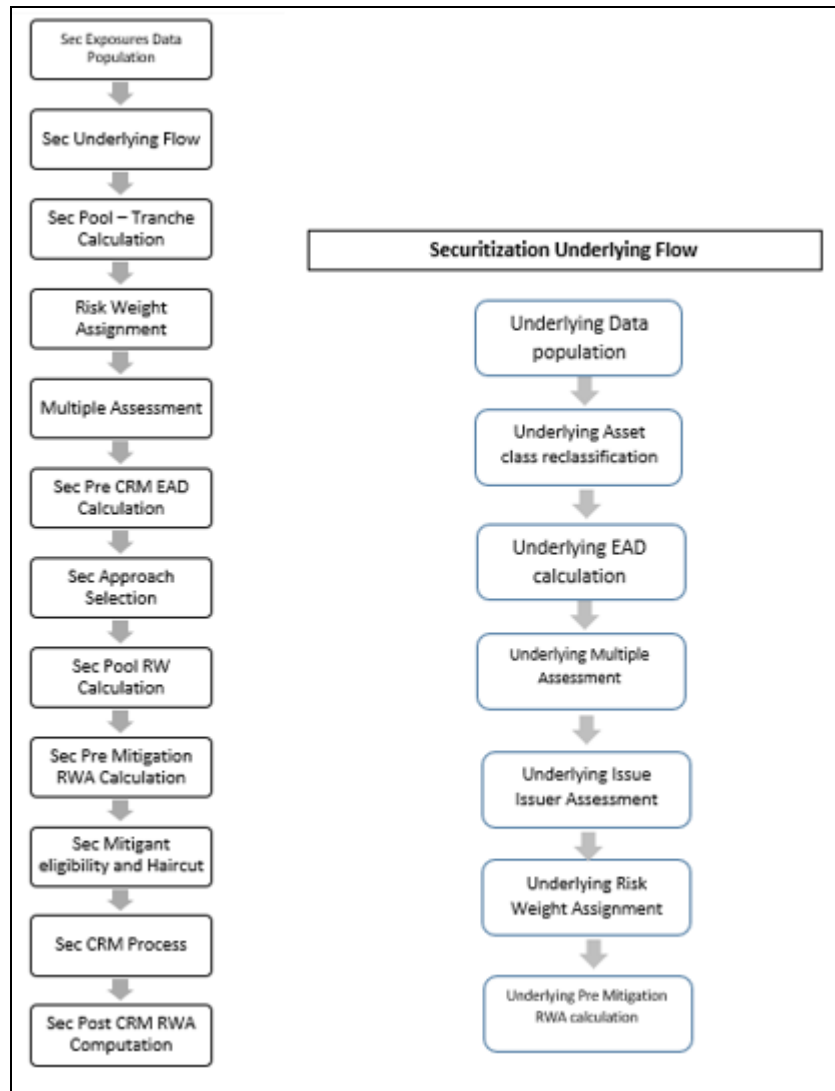 Sec Exposures Data
Population
Sec Underlying Flow
Sec Pool – Tranche
Calculation
Risk Weight
Assignment
Multiple Assessment
Sec Pre CRM EAD
Calculation
Sec Approach
Selection
Sec Pool RW
Calculation
Sec Pre Mitigation
RWA Calculation
Sec Mitigant
eligibility and Haircut
Sec CRM Process
Sec Post CRM RWA
Computation
Securitization Underlying Flow
Underlying Data
population
Underlying Asset
class reclassification
Underlying EAD
calculation
Underlying Multiple
Assessment
Underlying Issue
Issuer Assessment
Underlying Risk
Weight Assignment
Underlying Pre Mitigation
RWA calculation